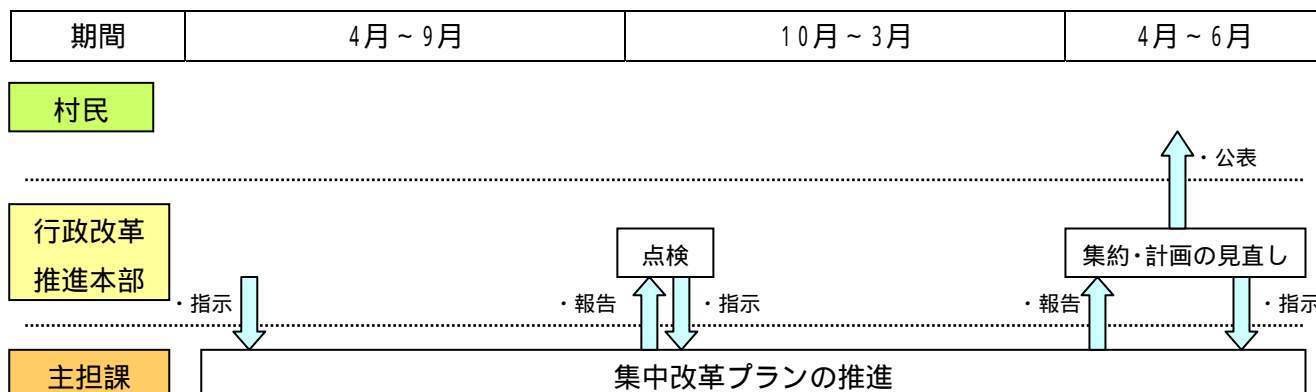 期間 4月～9月 10月～3月 4月～6月
村民
・公表
行政改革
推進本部
点検
集約・計画の見直し
・指示
・報告
・指示
・報告
・指示
主担課
集中改革プランの推進